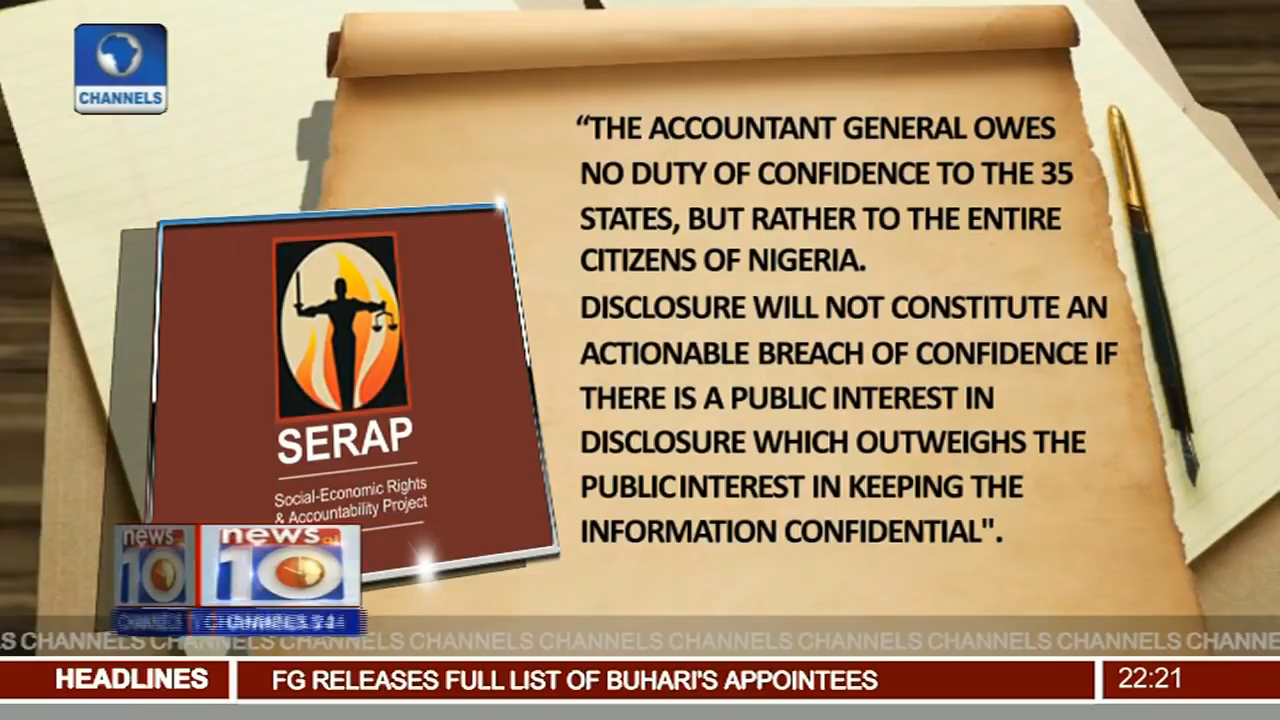 CHANNELS
“THE ACCOUNTANT GENERAL OWES
NO DUTY OF CONFIDENCE TO THE 35
STATES, BUT RATHER TO THE ENTIRE
CITIZENS OF NIGERIA.
DISCLOSURE WILL NOT CONSTITUTE AN
ACTIONABLE BREACH OF CONFIDENCE IF
THERE IS A PUBLIC INTEREST IN
DISCLOSURE WHICH OUTWEIGHS THE
PUBLIC INTEREST IN KEEPING THE
INFORMATION CONFIDENTIAL".
SERAP
Social-Economic Rights
& Accountability Project
news
10
news
10
CHANNELS CHANNELS CHANNELS CHANNELS CHANNELS CHANNELS CHANNELS CHANNELS
HEADLINES
FG RELEASES FULL LIST OF BUHARI'S APPOINTEES
22:21